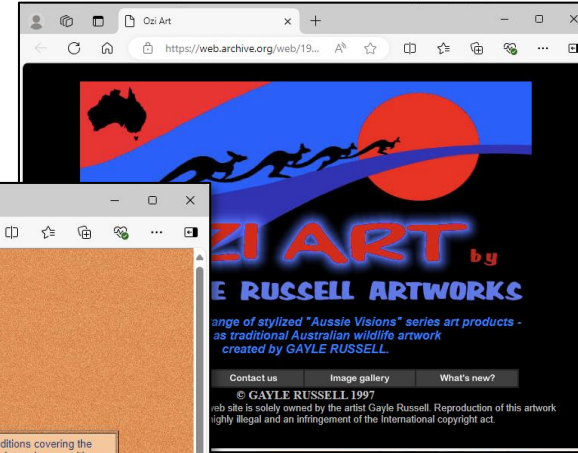 Ozi Art
https://web.archive.org/web/19...
ZI ART by
E RUSSELL ARTWORKS
range of stylized "Aussie Visions" series art products -
as traditional Australian wildlife artwork
created by GAYLE RUSSELL.
Contact us Image gallery What's new?
© GAYLE RUSSELL 1997
web site is solely owned by the artist Gayle Russell. Reproduction of this artwork
highly illegal and an infringement of the International copyright act.
ditions covering the